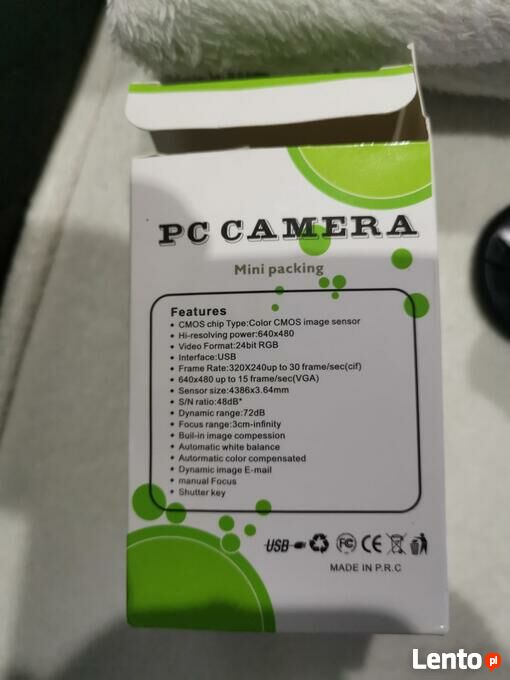 PC CAMERA
Mini packing
Features
• CMOS chip Type:Color CMOS image sensor
• Hi-resolving power:640x480
• Video Format:24bit RGB
• Interface:USB
• Frame Rate:320X240up to 30 frame/sec(cif)
• 640x480 up to 15 frame/sec(VGA)
• Sensor size:4386x3.64mm
• S/N ratio:48dB*
• Dynamic range:72dB
• Focus range:3cm-infinity
• Buil-in image compession
• Automatic white balance
• Aortomatic color compensated
• Dynamic image E-mail
• manual Focus
• Shutter key
USB FC CE
MADE IN P.R.C
Lento pl